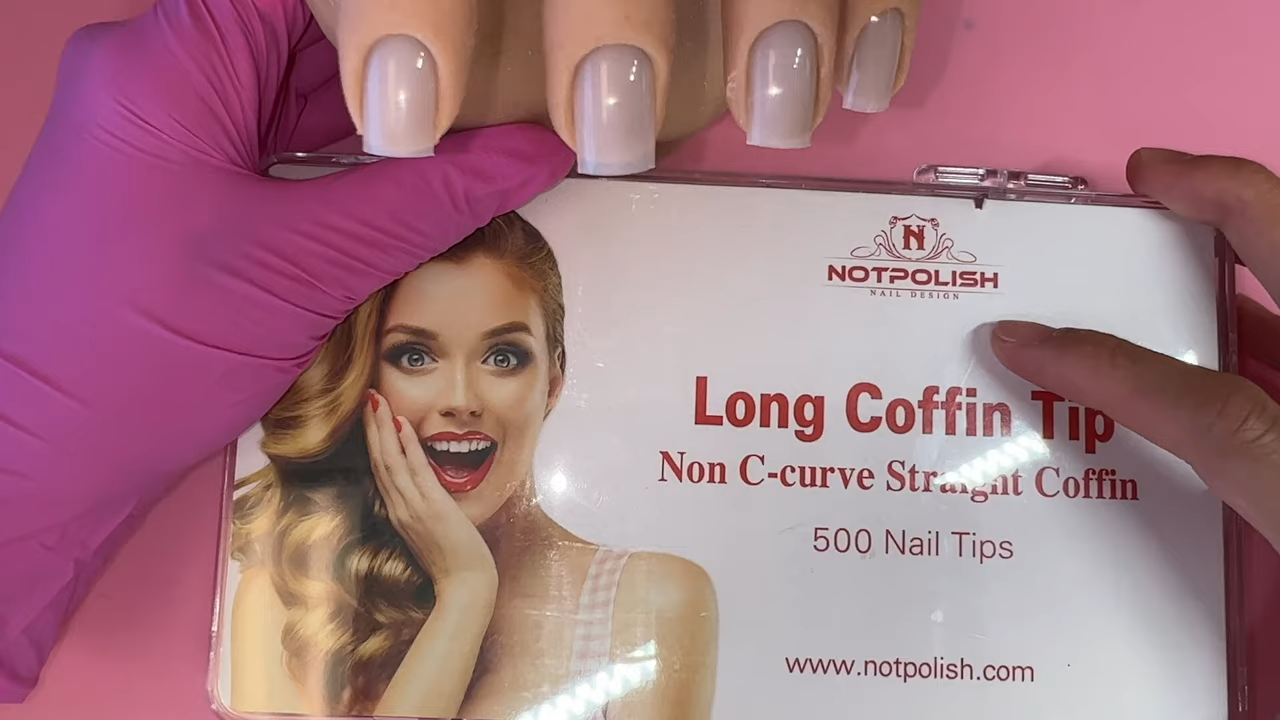 N
NOTPOLISH
NAIL DESIGN
Long Coffin Tip
Non C-curve Straight Coffin
500 Nail Tips
www.notpolish.com